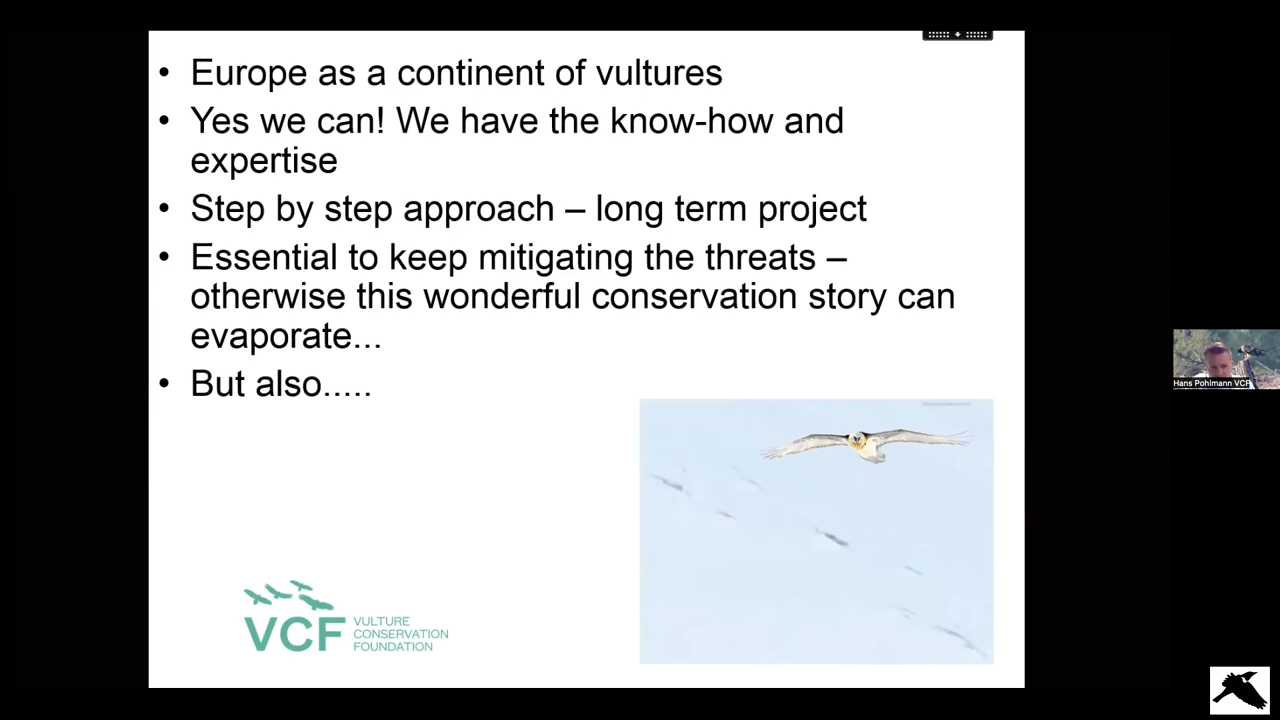 • Europe as a continent of vultures
• Yes we can! We have the know-how and
expertise
• Step by step approach – long term project
• Essential to keep mitigating the threats –
otherwise this wonderful conservation story can
evaporate...
• But also.....
Hans Pohlmann VCF
VCF
VULTURE
CONSERVATION
FOUNDATION